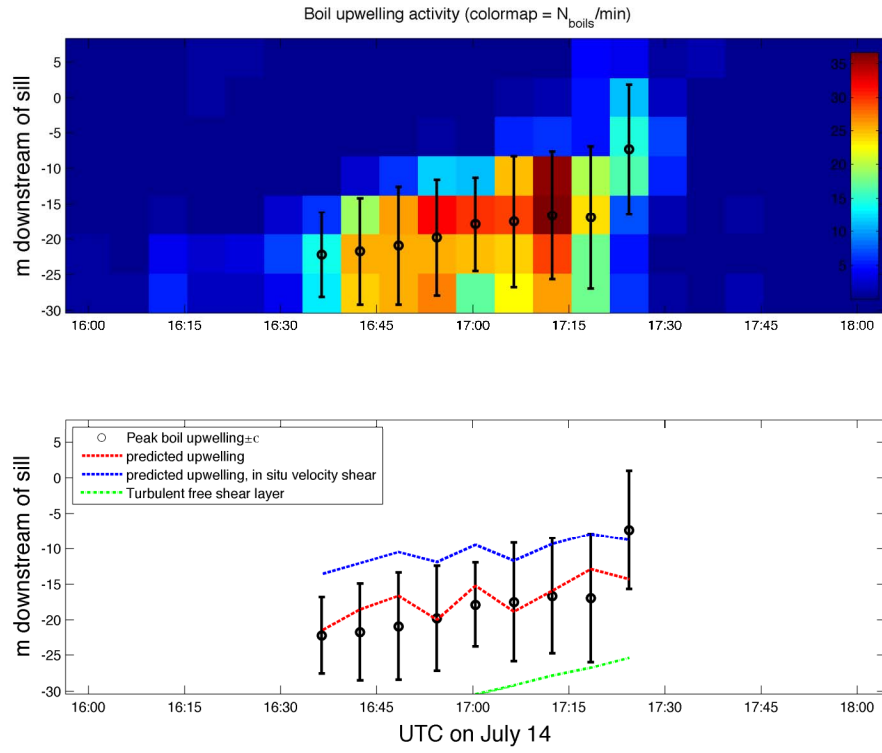 Boil upwelling activity (colormap = N_boils/min)
m downstream of sill
5
0
-5
-10
-15
-20
-25
-30
35
30
25
20
15
10
5
16:00 16:15 16:30 16:45 17:00 17:15 17:30 17:45 18:00
Peak boil upwelling±c
predicted upwelling
predicted upwelling, in situ velocity shear
Turbulent free shear layer
m downstream of sill
5
0
-5
-10
-15
-20
-25
-30
16:00 16:15 16:30 16:45 17:00 17:15 17:30 17:45 18:00
UTC on July 14